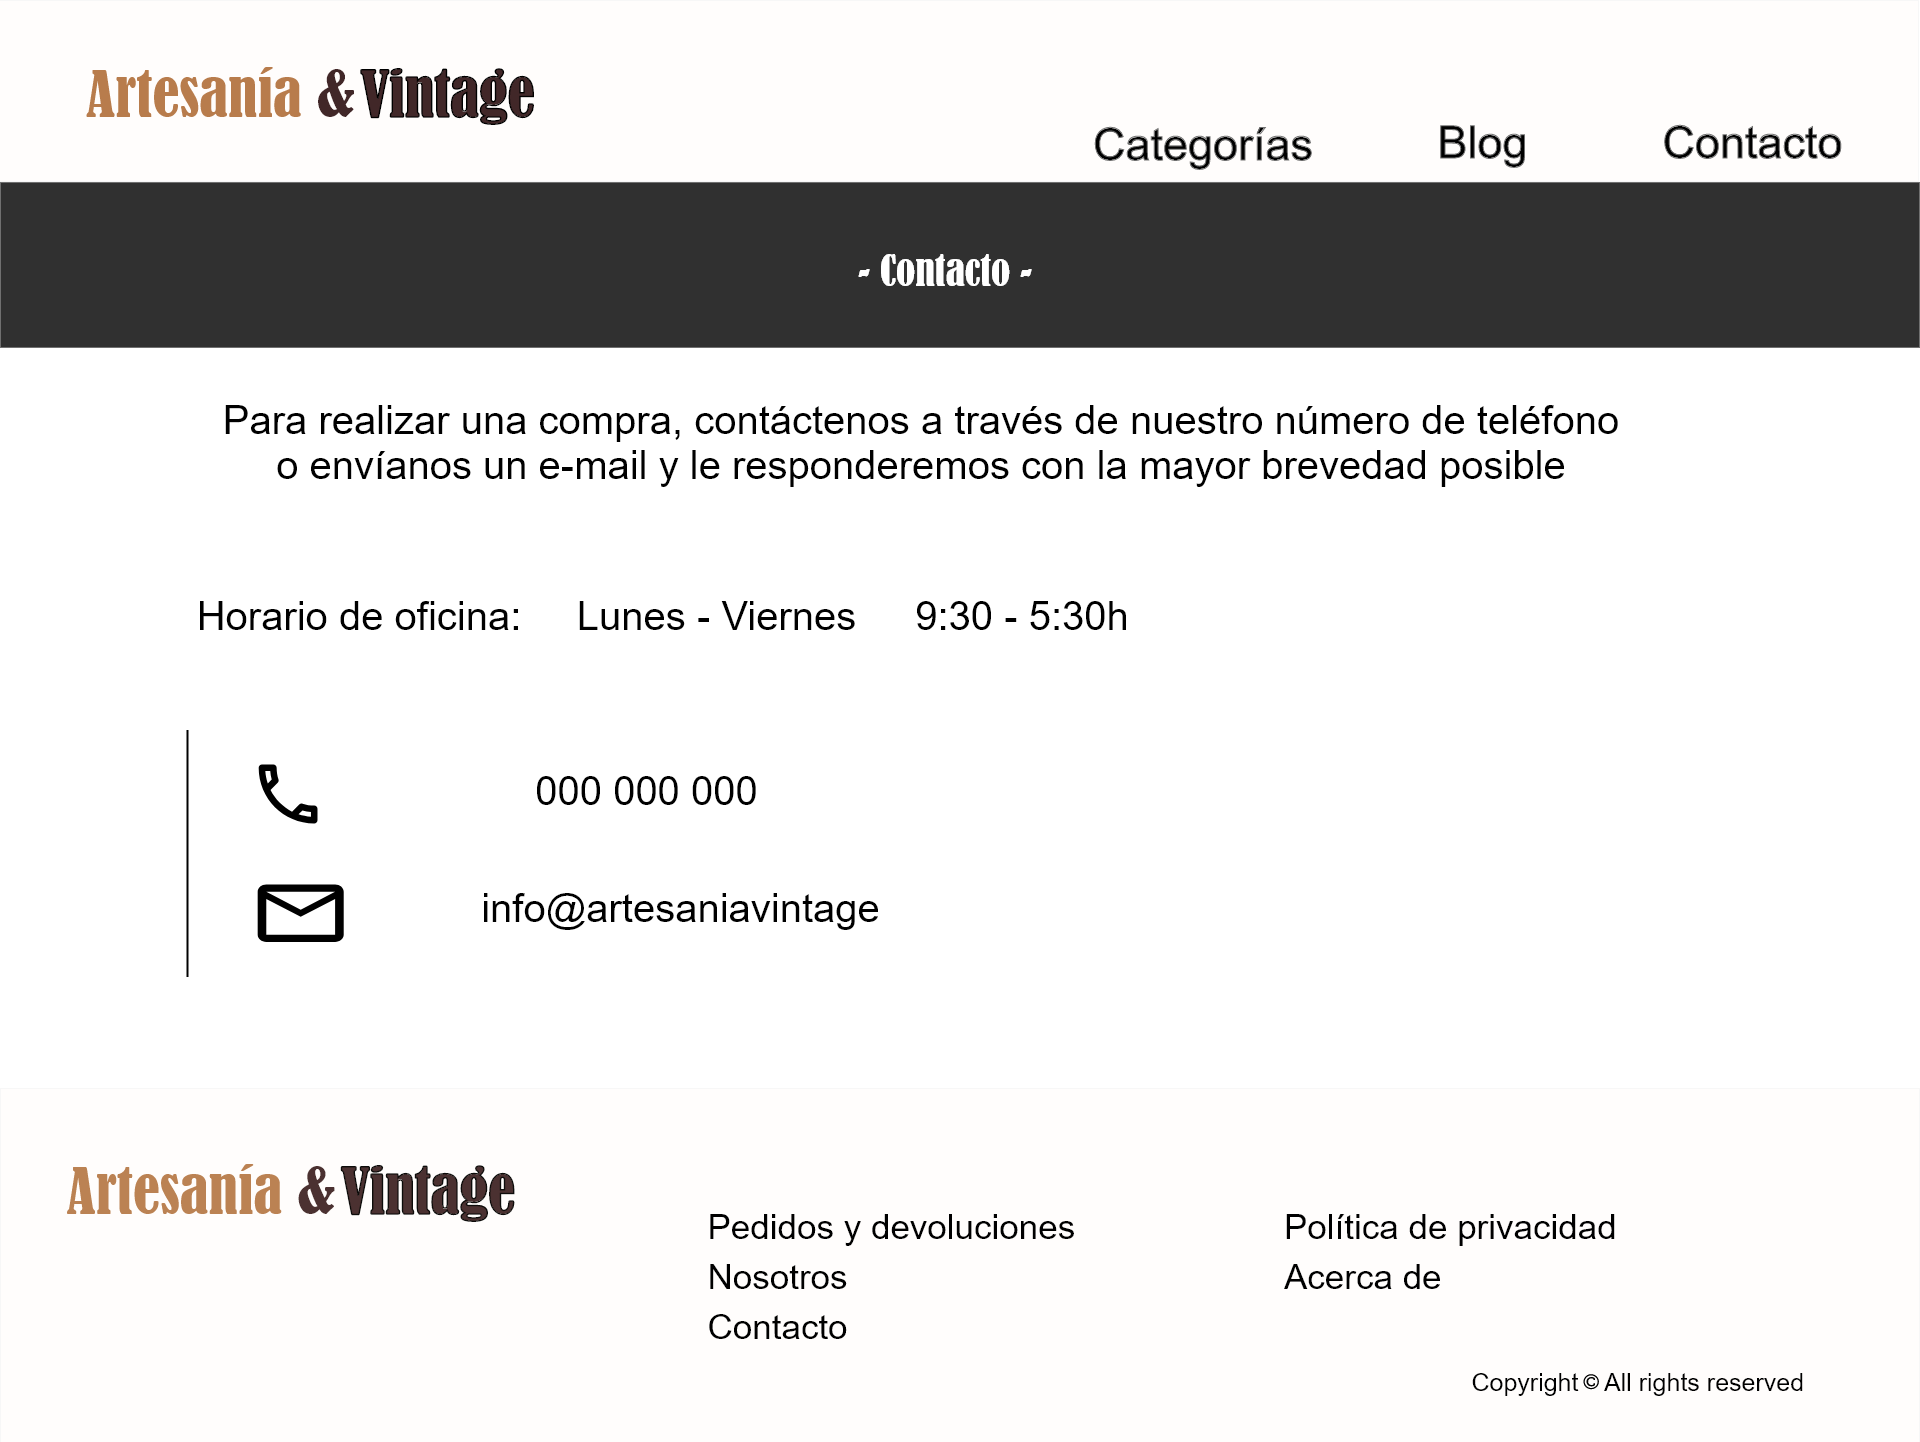 Artesanía & Vintage
Categorías Blog Contacto
- Contacto -
Para realizar una compra, contáctenos a través de nuestro número de teléfono
o envíanos un e-mail y le responderemos con la mayor brevedad posible
Horario de oficina: Lunes - Viernes 9:30 - 5:30h
000 000 000
info@artesaniavintage
Artesanía & Vintage
Pedidos y devoluciones
Nosotros
Contacto
Política de privacidad
Acerca de
Copyright © All rights reserved